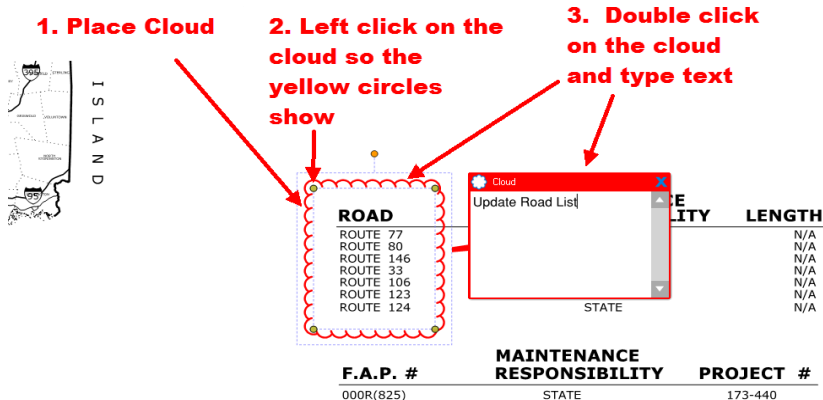 1. Place Cloud
2. Left click on the
cloud so the
yellow circles
show
3. Double click
on the cloud
and type text
395
ISLAND
95
Cloud
Update Road List
ROAD
CE
LITY
LENGTH
ROUTE 77
N/A
ROUTE 80
N/A
ROUTE 146
N/A
ROUTE 33
N/A
ROUTE 106
N/A
ROUTE 123
N/A
ROUTE 124
STATE
N/A
MAINTENANCE
F.A.P. #
RESPONSIBILITY
PROJECT #
000R(825)
STATE
173-440